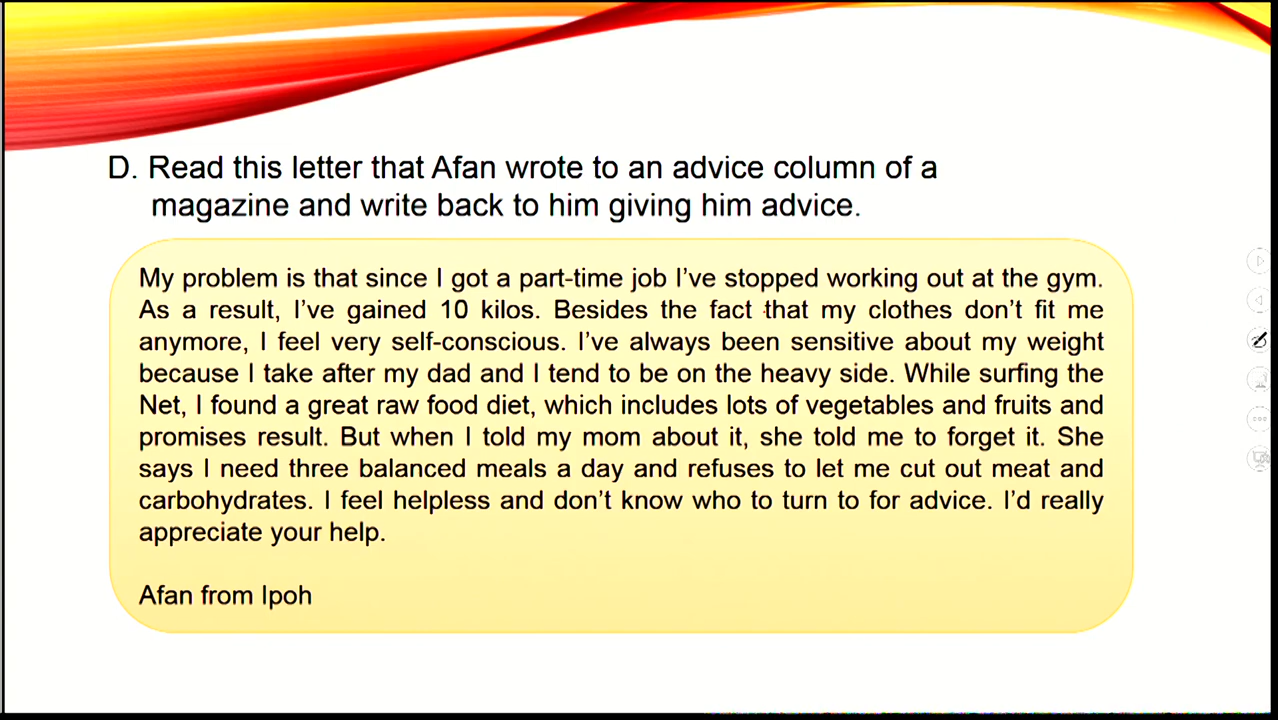 D. Read this letter that Afan wrote to an advice column of a
magazine and write back to him giving him advice.
My problem is that since I got a part-time job I’ve stopped working out at the gym.
As a result, I’ve gained 10 kilos. Besides the fact that my clothes don’t fit me
anymore, I feel very self-conscious. I’ve always been sensitive about my weight
because I take after my dad and I tend to be on the heavy side. While surfing the
Net, I found a great raw food diet, which includes lots of vegetables and fruits and
promises result. But when I told my mom about it, she told me to forget it. She
says I need three balanced meals a day and refuses to let me cut out meat and
carbohydrates. I feel helpless and don’t know who to turn to for advice. I’d really
appreciate your help.
Afan from Ipoh